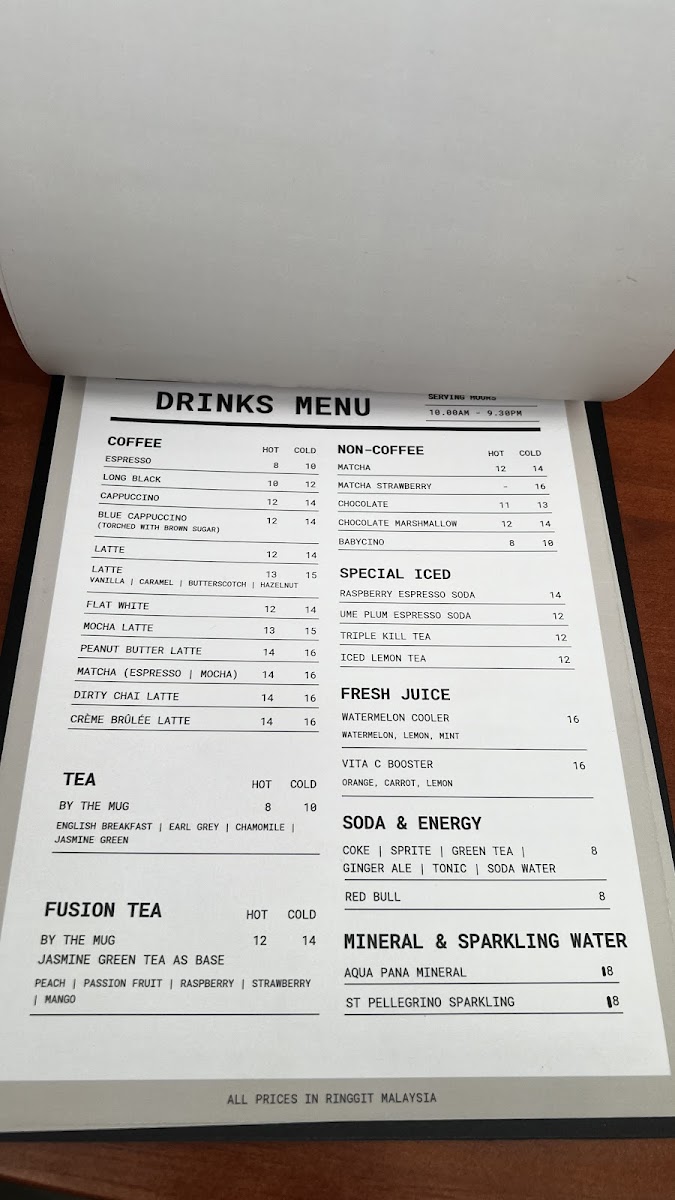 DRINKS MENU
SERVING HOURS
10.00AM - 9.30PM
COFFEE HOT COLD
ESPRESSO 8 10
LONG BLACK 10 12
CAPPUCCINO 12 14
BLUE CAPPUCCINO 12 14
(TORCHED WITH BROWN SUGAR)
LATTE 12 14
LATTE 13 15
VANILLA | CARAMEL | BUTTERSCOTCH | HAZELNUT
FLAT WHITE 12 14
MOCHA LATTE 13 15
PEANUT BUTTER LATTE 14 16
MATCHA (ESPRESSO | MOCHA) 14 16
DIRTY CHAI LATTE 14 16
CRÈME BRÛLÉE LATTE 14 16
TEA HOT COLD
BY THE MUG 8 10
ENGLISH BREAKFAST | EARL GREY | CHAMOMILE |
JASMINE GREEN
FUSION TEA HOT COLD
BY THE MUG 12 14
JASMINE GREEN TEA AS BASE
PEACH | PASSION FRUIT | RASPBERRY | STRAWBERRY
| MANGO
NON-COFFEE HOT COLD
MATCHA 12 14
MATCHA STRAWBERRY - 16
CHOCOLATE 11 13
CHOCOLATE MARSHMALLOW 12 14
BABYCINO 8 10
SPECIAL ICED
RASPBERRY ESPRESSO SODA 14
UME PLUM ESPRESSO SODA 12
TRIPLE KILL TEA 12
ICED LEMON TEA 12
FRESH JUICE
WATERMELON COOLER 16
WATERMELON, LEMON, MINT
VITA C BOOSTER 16
ORANGE, CARROT, LEMON
SODA & ENERGY
COKE | SPRITE | GREEN TEA | 8
GINGER ALE | TONIC | SODA WATER
RED BULL 8
MINERAL & SPARKLING WATER
AQUA PANA MINERAL 18
ST PELLEGRINO SPARKLING 18
ALL PRICES IN RINGGIT MALAYSIA